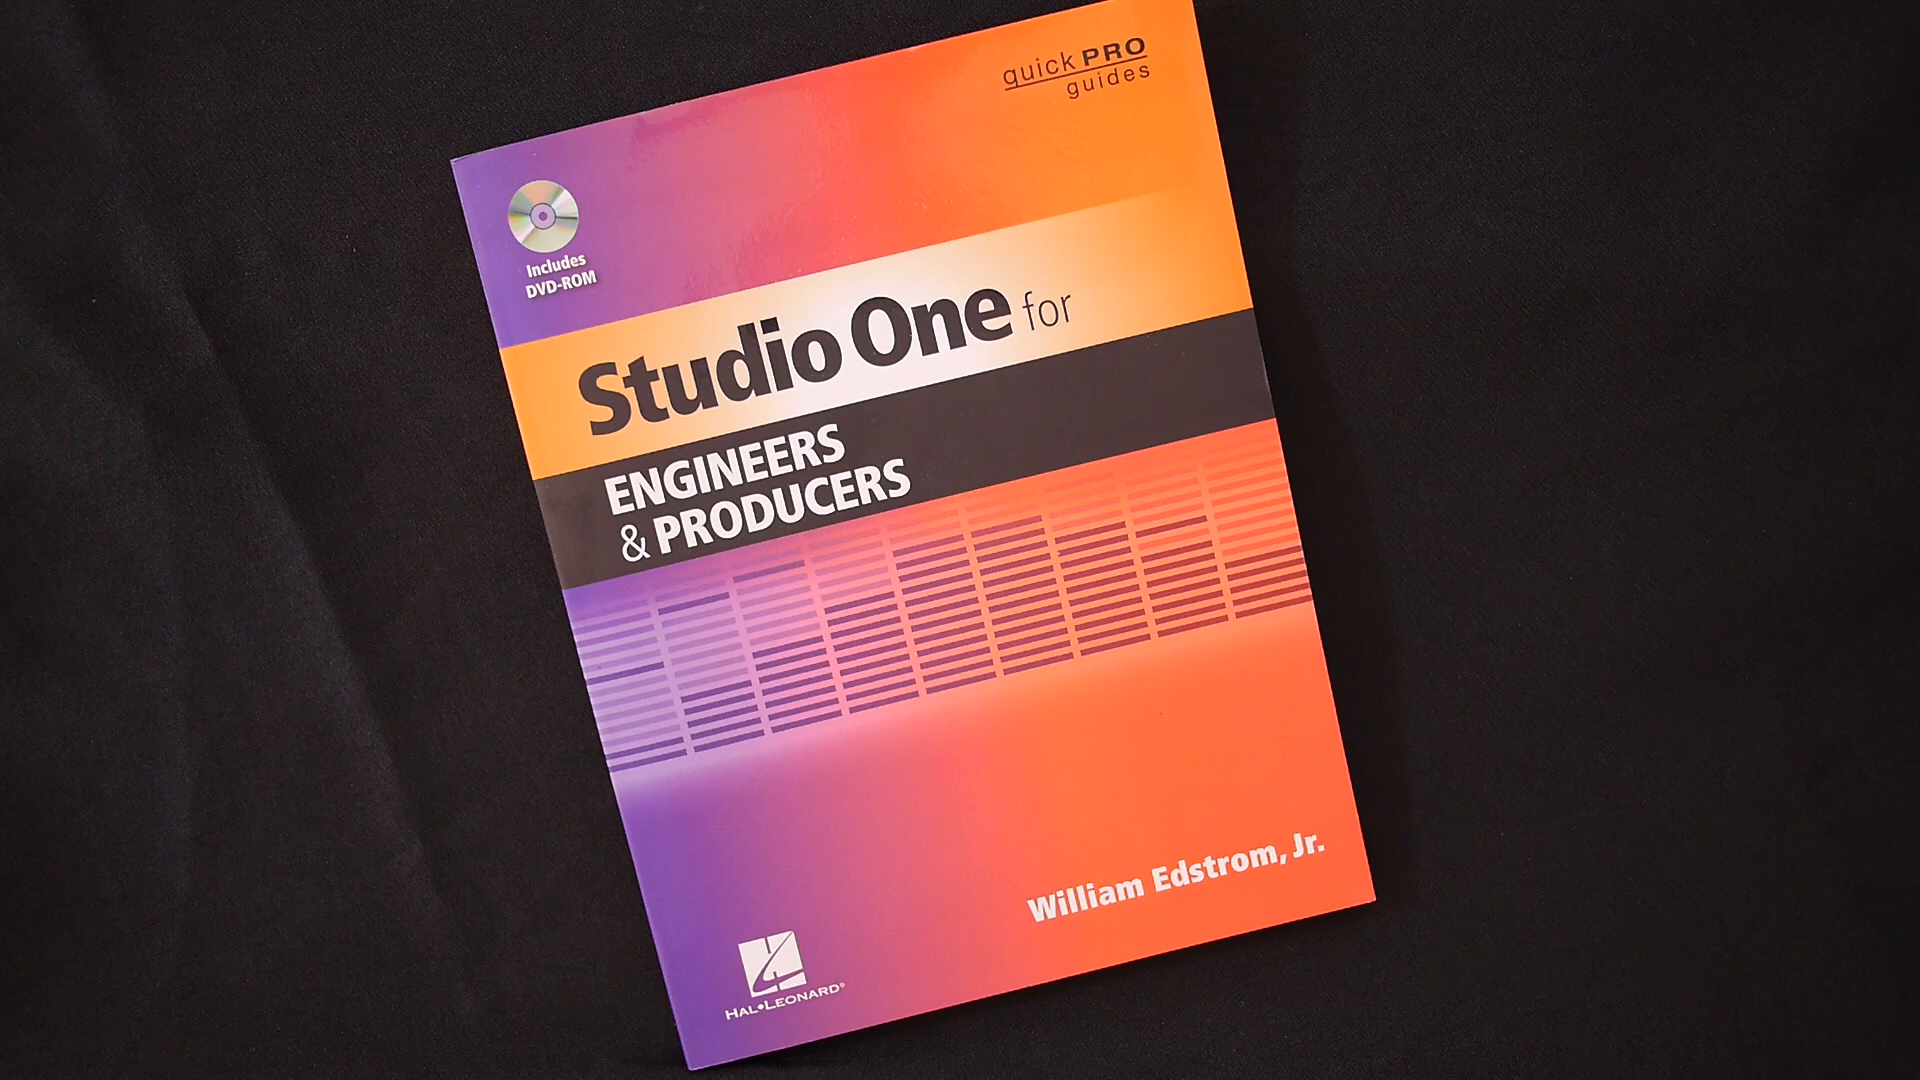 quick PRO
guides
Includes
DVD-ROM
Studio One for
ENGINEERS
& PRODUCERS
William Edstrom, Jr.
HAL•LEONARD®